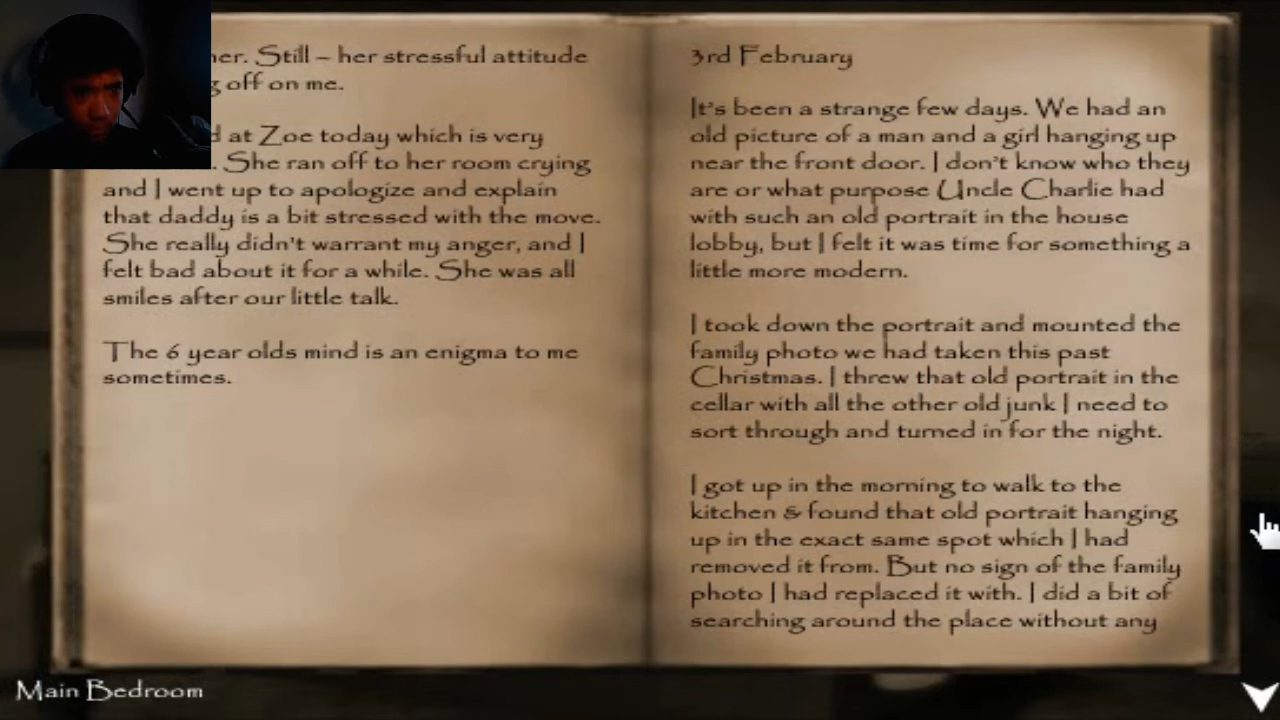 her. Still – her stressful attitude
off on me.
at Zoe today which is very
. She ran off to her room crying
and I went up to apologize and explain
that daddy is a bit stressed with the move.
She really didn't warrant my anger, and I
felt bad about it for a while. She was all
smiles after our little talk.
The 6 year olds mind is an enigma to me
sometimes.
3rd February
It's been a strange few days. We had an
old picture of a man and a girl hanging up
near the front door. I don't know who they
are or what purpose Uncle Charlie had
with such an old portrait in the house
lobby, but I felt it was time for something a
little more modern.
I took down the portrait and mounted the
family photo we had taken this past
Christmas. I threw that old portrait in the
cellar with all the other old junk I need to
sort through and turned in for the night.
I got up in the morning to walk to the
kitchen & found that old portrait hanging
up in the exact same spot which I had
removed it from. But no sign of the family
photo I had replaced it with. I did a bit of
searching around the place without any
Main Bedroom